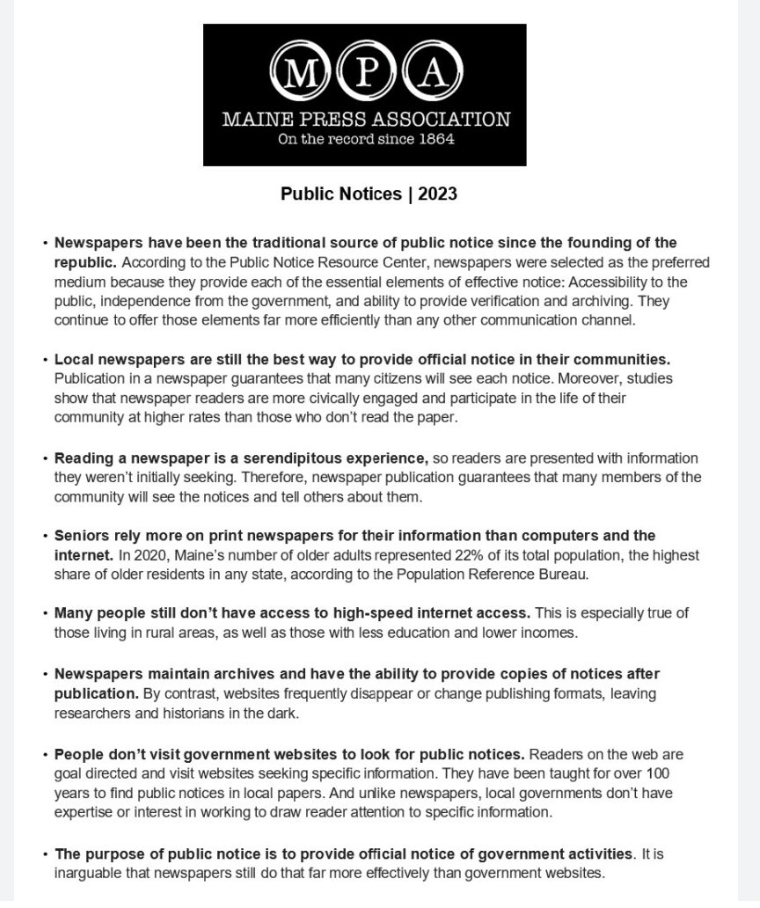 M P A
MAINE PRESS ASSOCIATION
On the record since 1864
Public Notices | 2023
• Newspapers have been the traditional source of public notice since the founding of the
republic. According to the Public Notice Resource Center, newspapers were selected as the preferred
medium because they provide each of the essential elements of effective notice: Accessibility to the
public, independence from the government, and ability to provide verification and archiving. They
continue to offer those elements far more efficiently than any other communication channel.
• Local newspapers are still the best way to provide official notice in their communities.
Publication in a newspaper guarantees that many citizens will see each notice. Moreover, studies
show that newspaper readers are more civically engaged and participate in the life of their
community at higher rates than those who don't read the paper.
• Reading a newspaper is a serendipitous experience, so readers are presented with information
they weren't initially seeking. Therefore, newspaper publication guarantees that many members of the
community will see the notices and tell others about them.
• Seniors rely more on print newspapers for their information than computers and the
internet. In 2020, Maine's number of older adults represented 22% of its total population, the highest
share of older residents in any state, according to the Population Reference Bureau.
• Many people still don't have access to high-speed internet access. This is especially true of
those living in rural areas, as well as those with less education and lower incomes.
• Newspapers maintain archives and have the ability to provide copies of notices after
publication. By contrast, websites frequently disappear or change publishing formats, leaving
researchers and historians in the dark.
• People don't visit government websites to look for public notices. Readers on the web are
goal directed and visit websites seeking specific information. They have been taught for over 100
years to find public notices in local papers. And unlike newspapers, local governments don't have
expertise or interest in working to draw reader attention to specific information.
• The purpose of public notice is to provide official notice of government activities. It is
inarguable that newspapers still do that far more effectively than government websites.